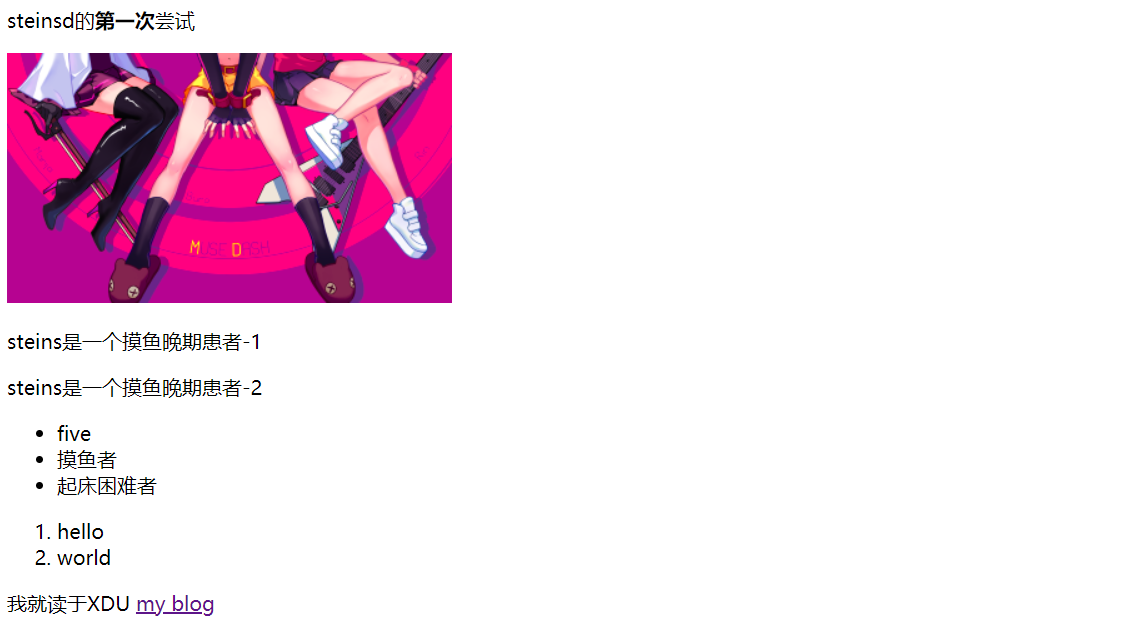 steinsd的第一次尝试
MUSE DASH
steins是一个摸鱼晚期患者-1
steins是一个摸鱼晚期患者-2
five
摸鱼者
起床困难者
1. hello
2. world
我就读于XDU my blog